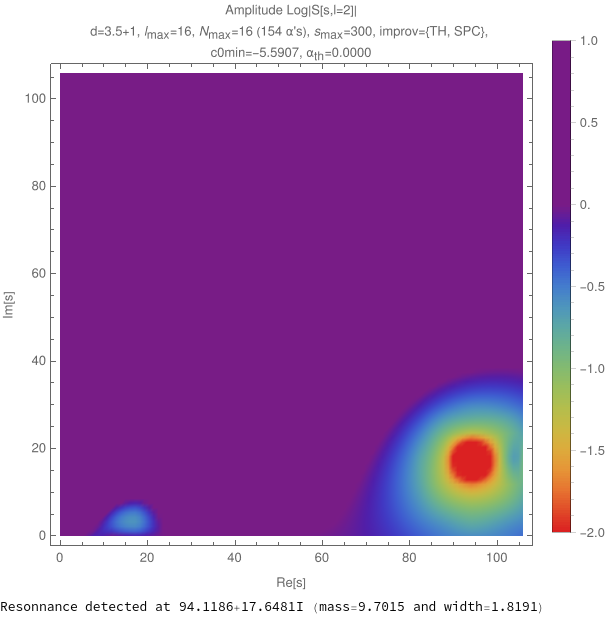 Amplitude Log|S[s,l=2]|
d=3.5+1, lmax=16, Nmax=16 (154 α's), smax=300, improv={TH, SPC},
c0min=−5.5907, αth=0.0000
100
80
60
40
20
0
Im[s]
0 20 40 60 80 100
Re[s]
1.0
0.5
0.
−0.5
−1.0
−1.5
−2.0
Resonnance detected at 94.1186+17.6481I (mass=9.7015 and width=1.8191)